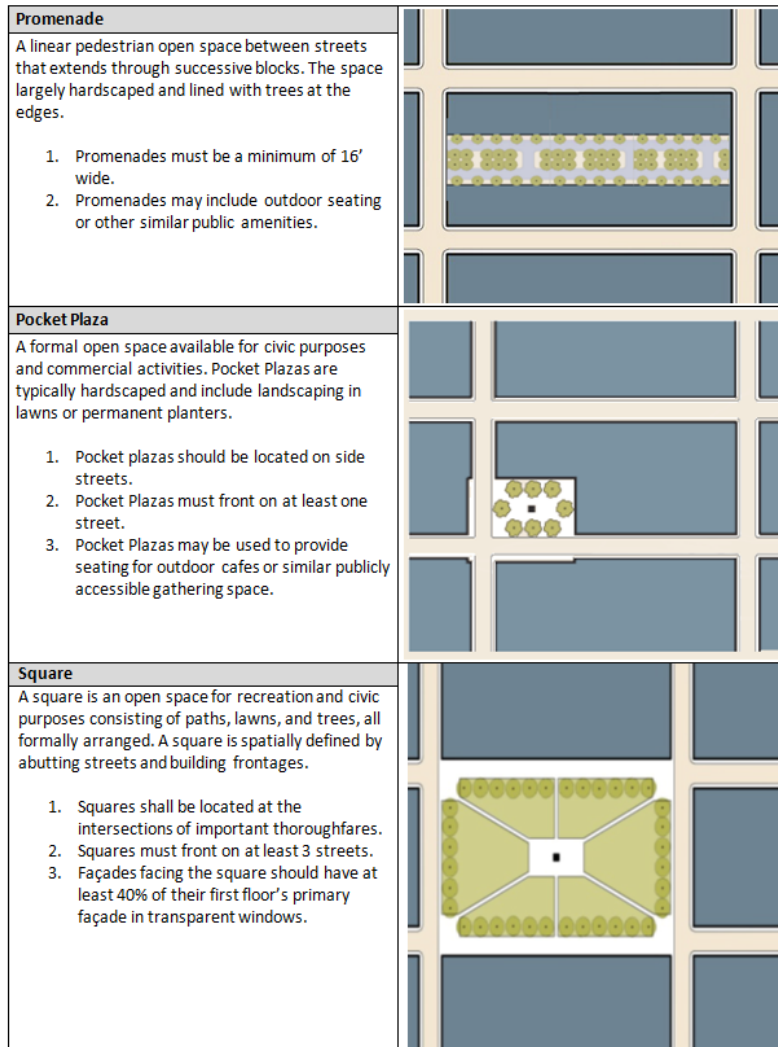 Promenade
A linear pedestrian open space between streets
that extends through successive blocks. The space
largely hardscaped and lined with trees at the
edges.
1. Promenades must be a minimum of 16'
wide.
2. Promenades may include outdoor seating
or other similar public amenities.
Pocket Plaza
A formal open space available for civic purposes
and commercial activities. Pocket Plazas are
typically hardscaped and include landscaping in
lawns or permanent planters.
1. Pocket plazas should be located on side
streets.
2. Pocket Plazas must front on at least one
street.
3. Pocket Plazas may be used to provide
seating for outdoor cafes or similar publicly
accessible gathering space.
Square
A square is an open space for recreation and civic
purposes consisting of paths, lawns, and trees, all
formally arranged. A square is spatially defined by
abutting streets and building frontages.
1. Squares shall be located at the
intersections of important thoroughfares.
2. Squares must front on at least 3 streets.
3. Façades facing the square should have at
least 40% of their first floor's primary
façade in transparent windows.